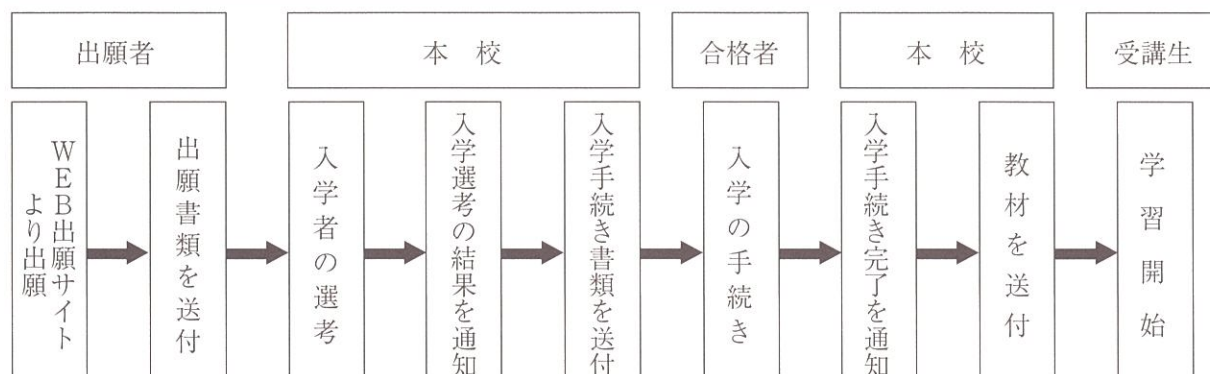 出願者
本校
合格者
本校
受講生
WEB出願サイト
より出願
出願書類を送付
入学者の選考
入学選考の結果を通知
入学手続き書類を送付
入学の手続き
入学手続き完了を通知
教材を送付
学習開始